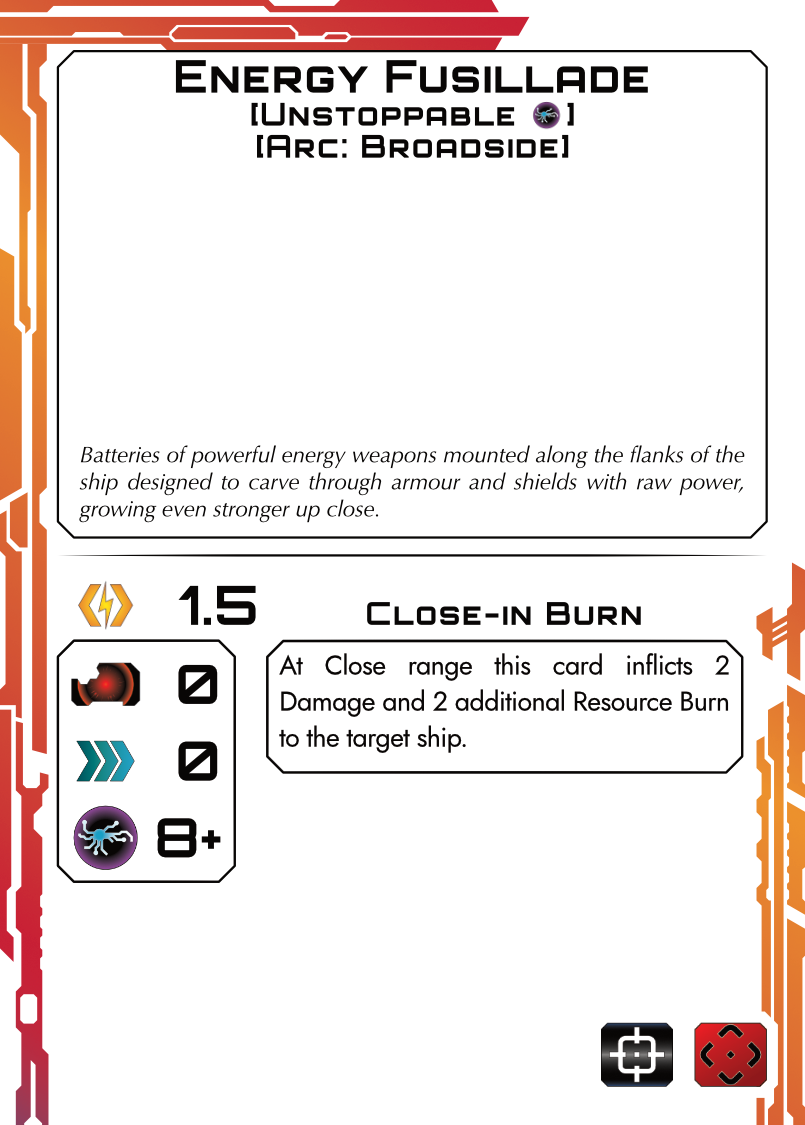 Energy Fusillade
[Unstoppable ]
[Arc: Broadside]
Batteries of powerful energy weapons mounted along the flanks of the
ship designed to carve through armour and shields with raw power,
growing even stronger up close.
1.5
Close-in Burn
0
0
8+
At Close range this card inflicts 2
Damage and 2 additional Resource Burn
to the target ship.